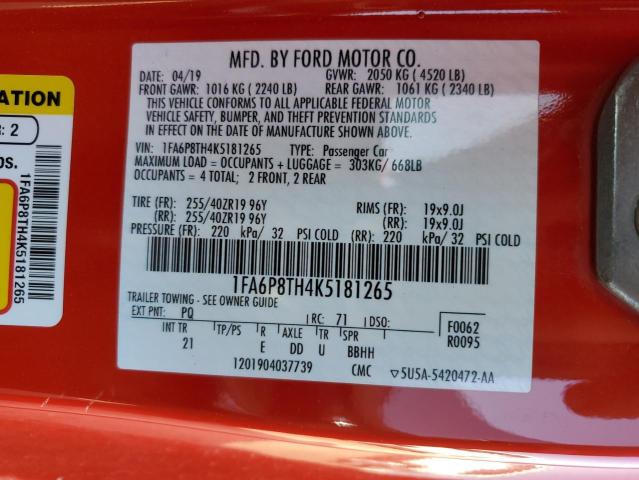 MFD. BY FORD MOTOR CO.
DATE: 04/19 GVWR: 2050 KG ( 4520 LB)
FRONT GAWR: 1016 KG ( 2240 LB) REAR GAWR: 1061 KG ( 2340 LB)
THIS VEHICLE CONFORMS TO ALL APPLICABLE FEDERAL MOTOR
VEHICLE SAFETY, BUMPER, AND THEFT PREVENTION STANDARDS
IN EFFECT ON THE DATE OF MANUFACTURE SHOWN ABOVE.
VIN: 1FA6P8TH4K5181265 TYPE: Passenger Car
MAXIMUM LOAD = OCCUPANTS + LUGGAGE = 303KG/ 668LB
OCCUPANTS = 4 TOTAL; 2 FRONT, 2 REAR
TIRE (FR): 255/40ZR19 96Y RIMS (FR): 19x9.0J
(RR): 255/40ZR19 96Y (RR): 19x9.0J
PRESSURE (FR): 220 kPa/ 32 PSI COLD (RR): 220 kPa/ 32 PSI COLD
1FA6P8TH4K5181265
TRAILER TOWING - SEE OWNER GUIDE
EXT PNT: PQ RC: 71 DSO: F0062
INT TR TP/PS R AXLE TR SPR R0095
21 E DD U BBHH
1201904037739 CMC ▽5U5A-5420472-AA
ATION
: 2
os.
1FA6P8TH4K5181265